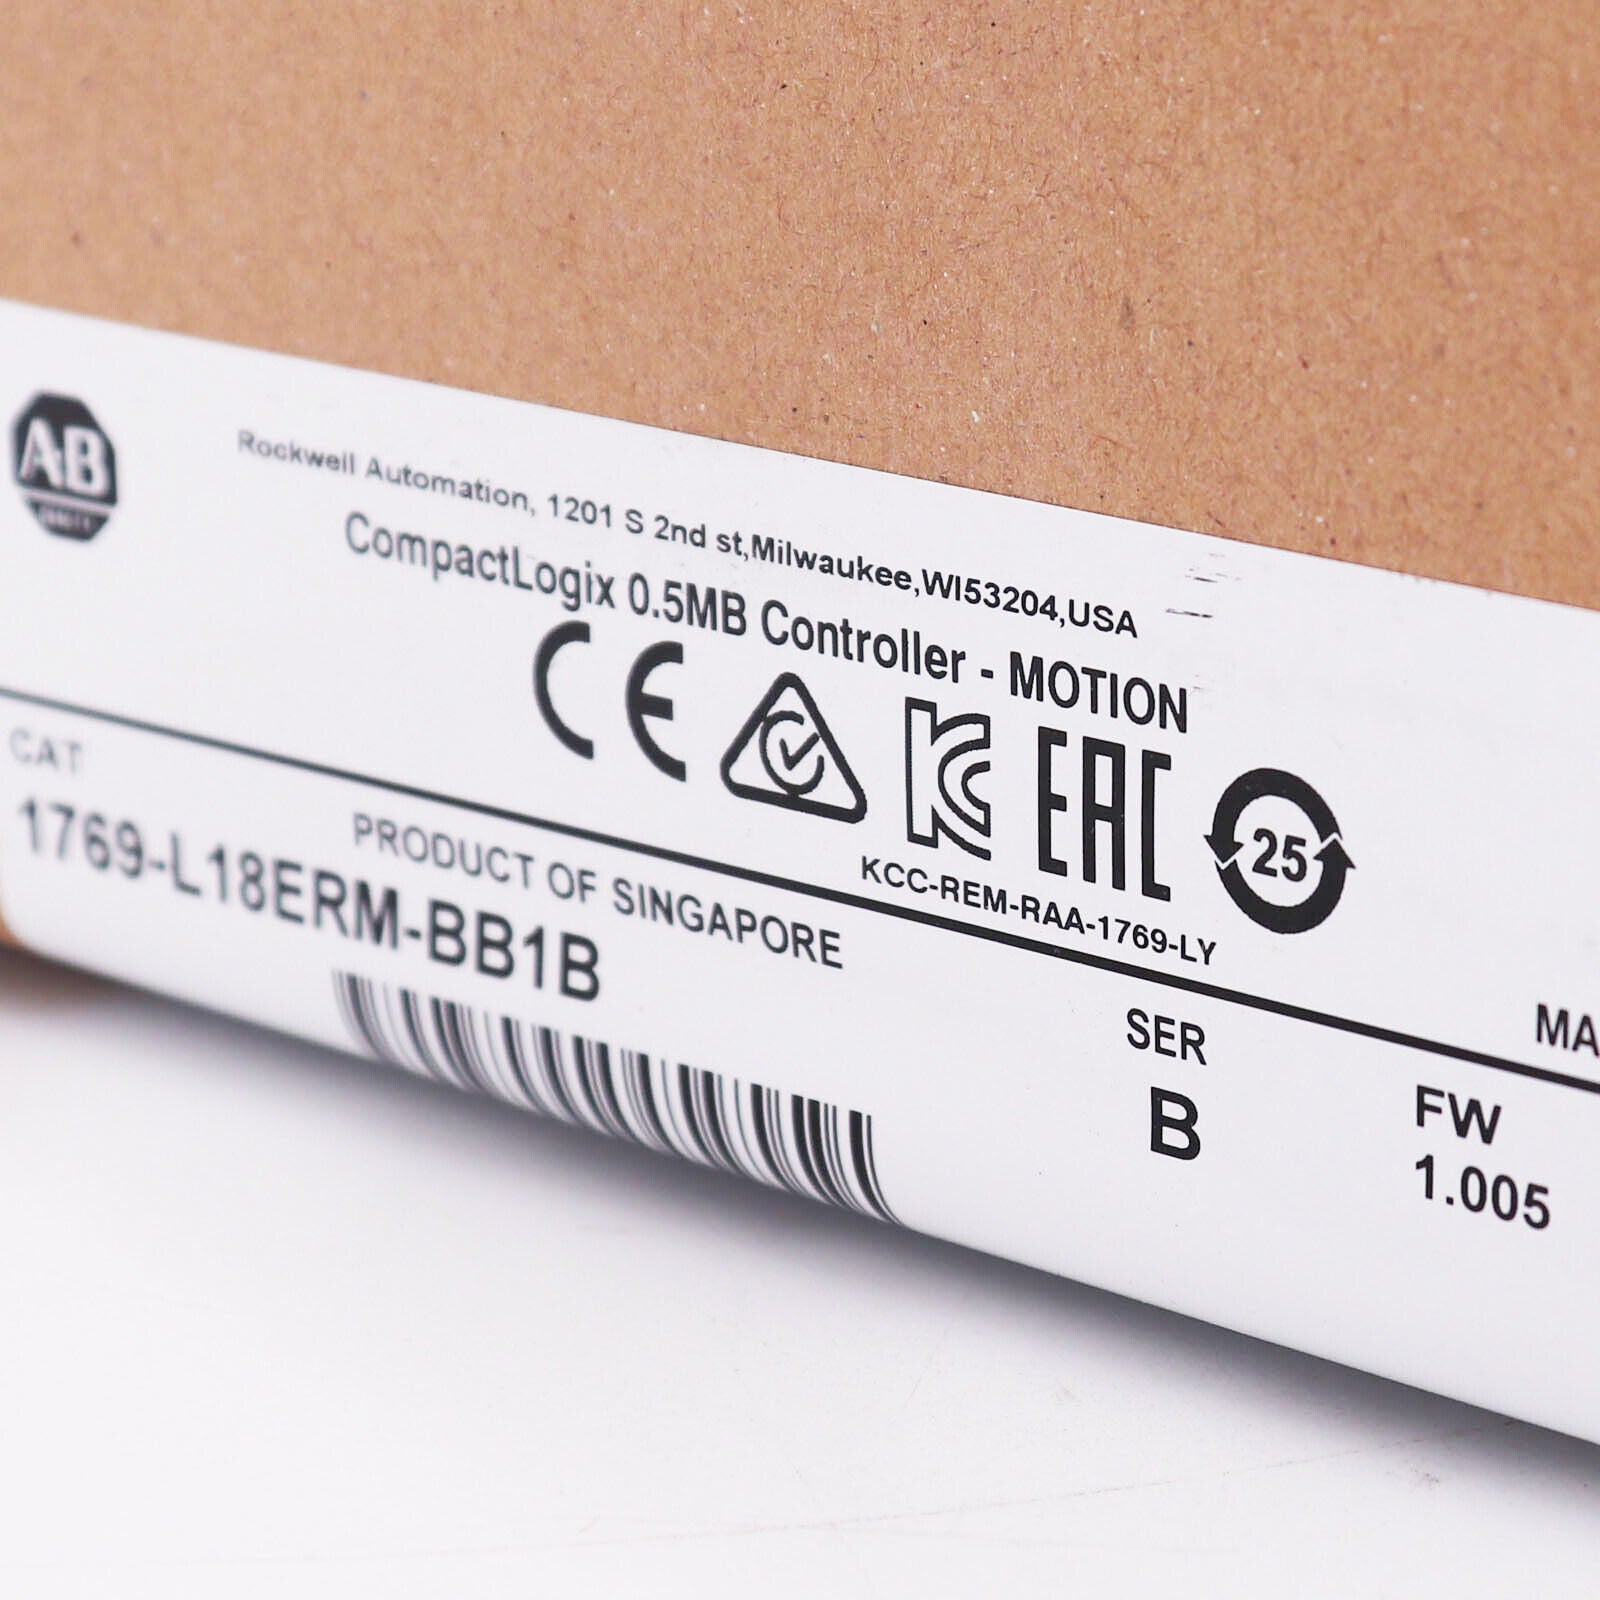 AB
Rockwell Automation, 1201 S 2nd st,Milwaukee,WI53204,USA
CompactLogix 0.5MB Controller - MOTION
CE
KC
EAC
25
KCC-REM-RAA-1769-LY
CAT
PRODUCT OF SINGAPORE
1769-L18ERM-BB1B
SER
B
FW
1.005